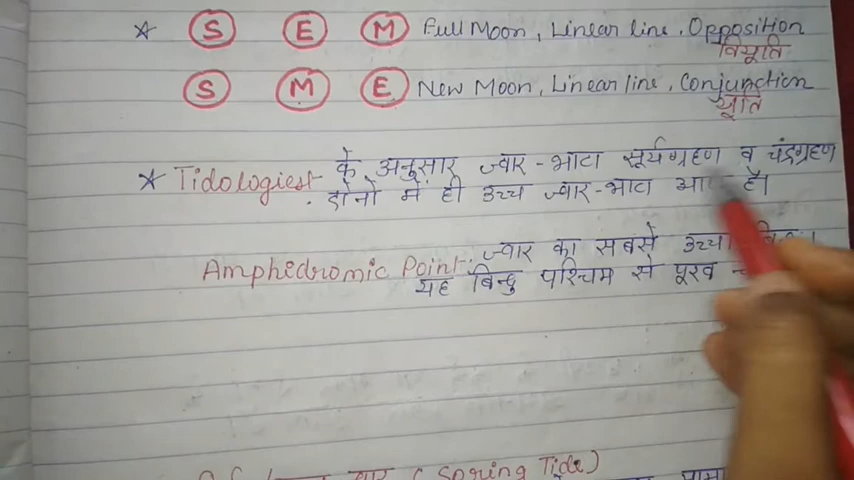 ☆ S E M Full Moon, Linear line, Opposition
वियूति
S M E New Moon, Linear line, Conjunction
यूति
☆ Tidologiest के अनुसार ज्वार-भाटा सूर्यग्रहण व चंद्रग्रहण
दोनो में ही उच्च ज्वार-भाटा है।
Amphedromic Point: ज्वार का सबसे उच्चा
यह बिन्दु पश्चिम से पूरब
(Spring Tide)